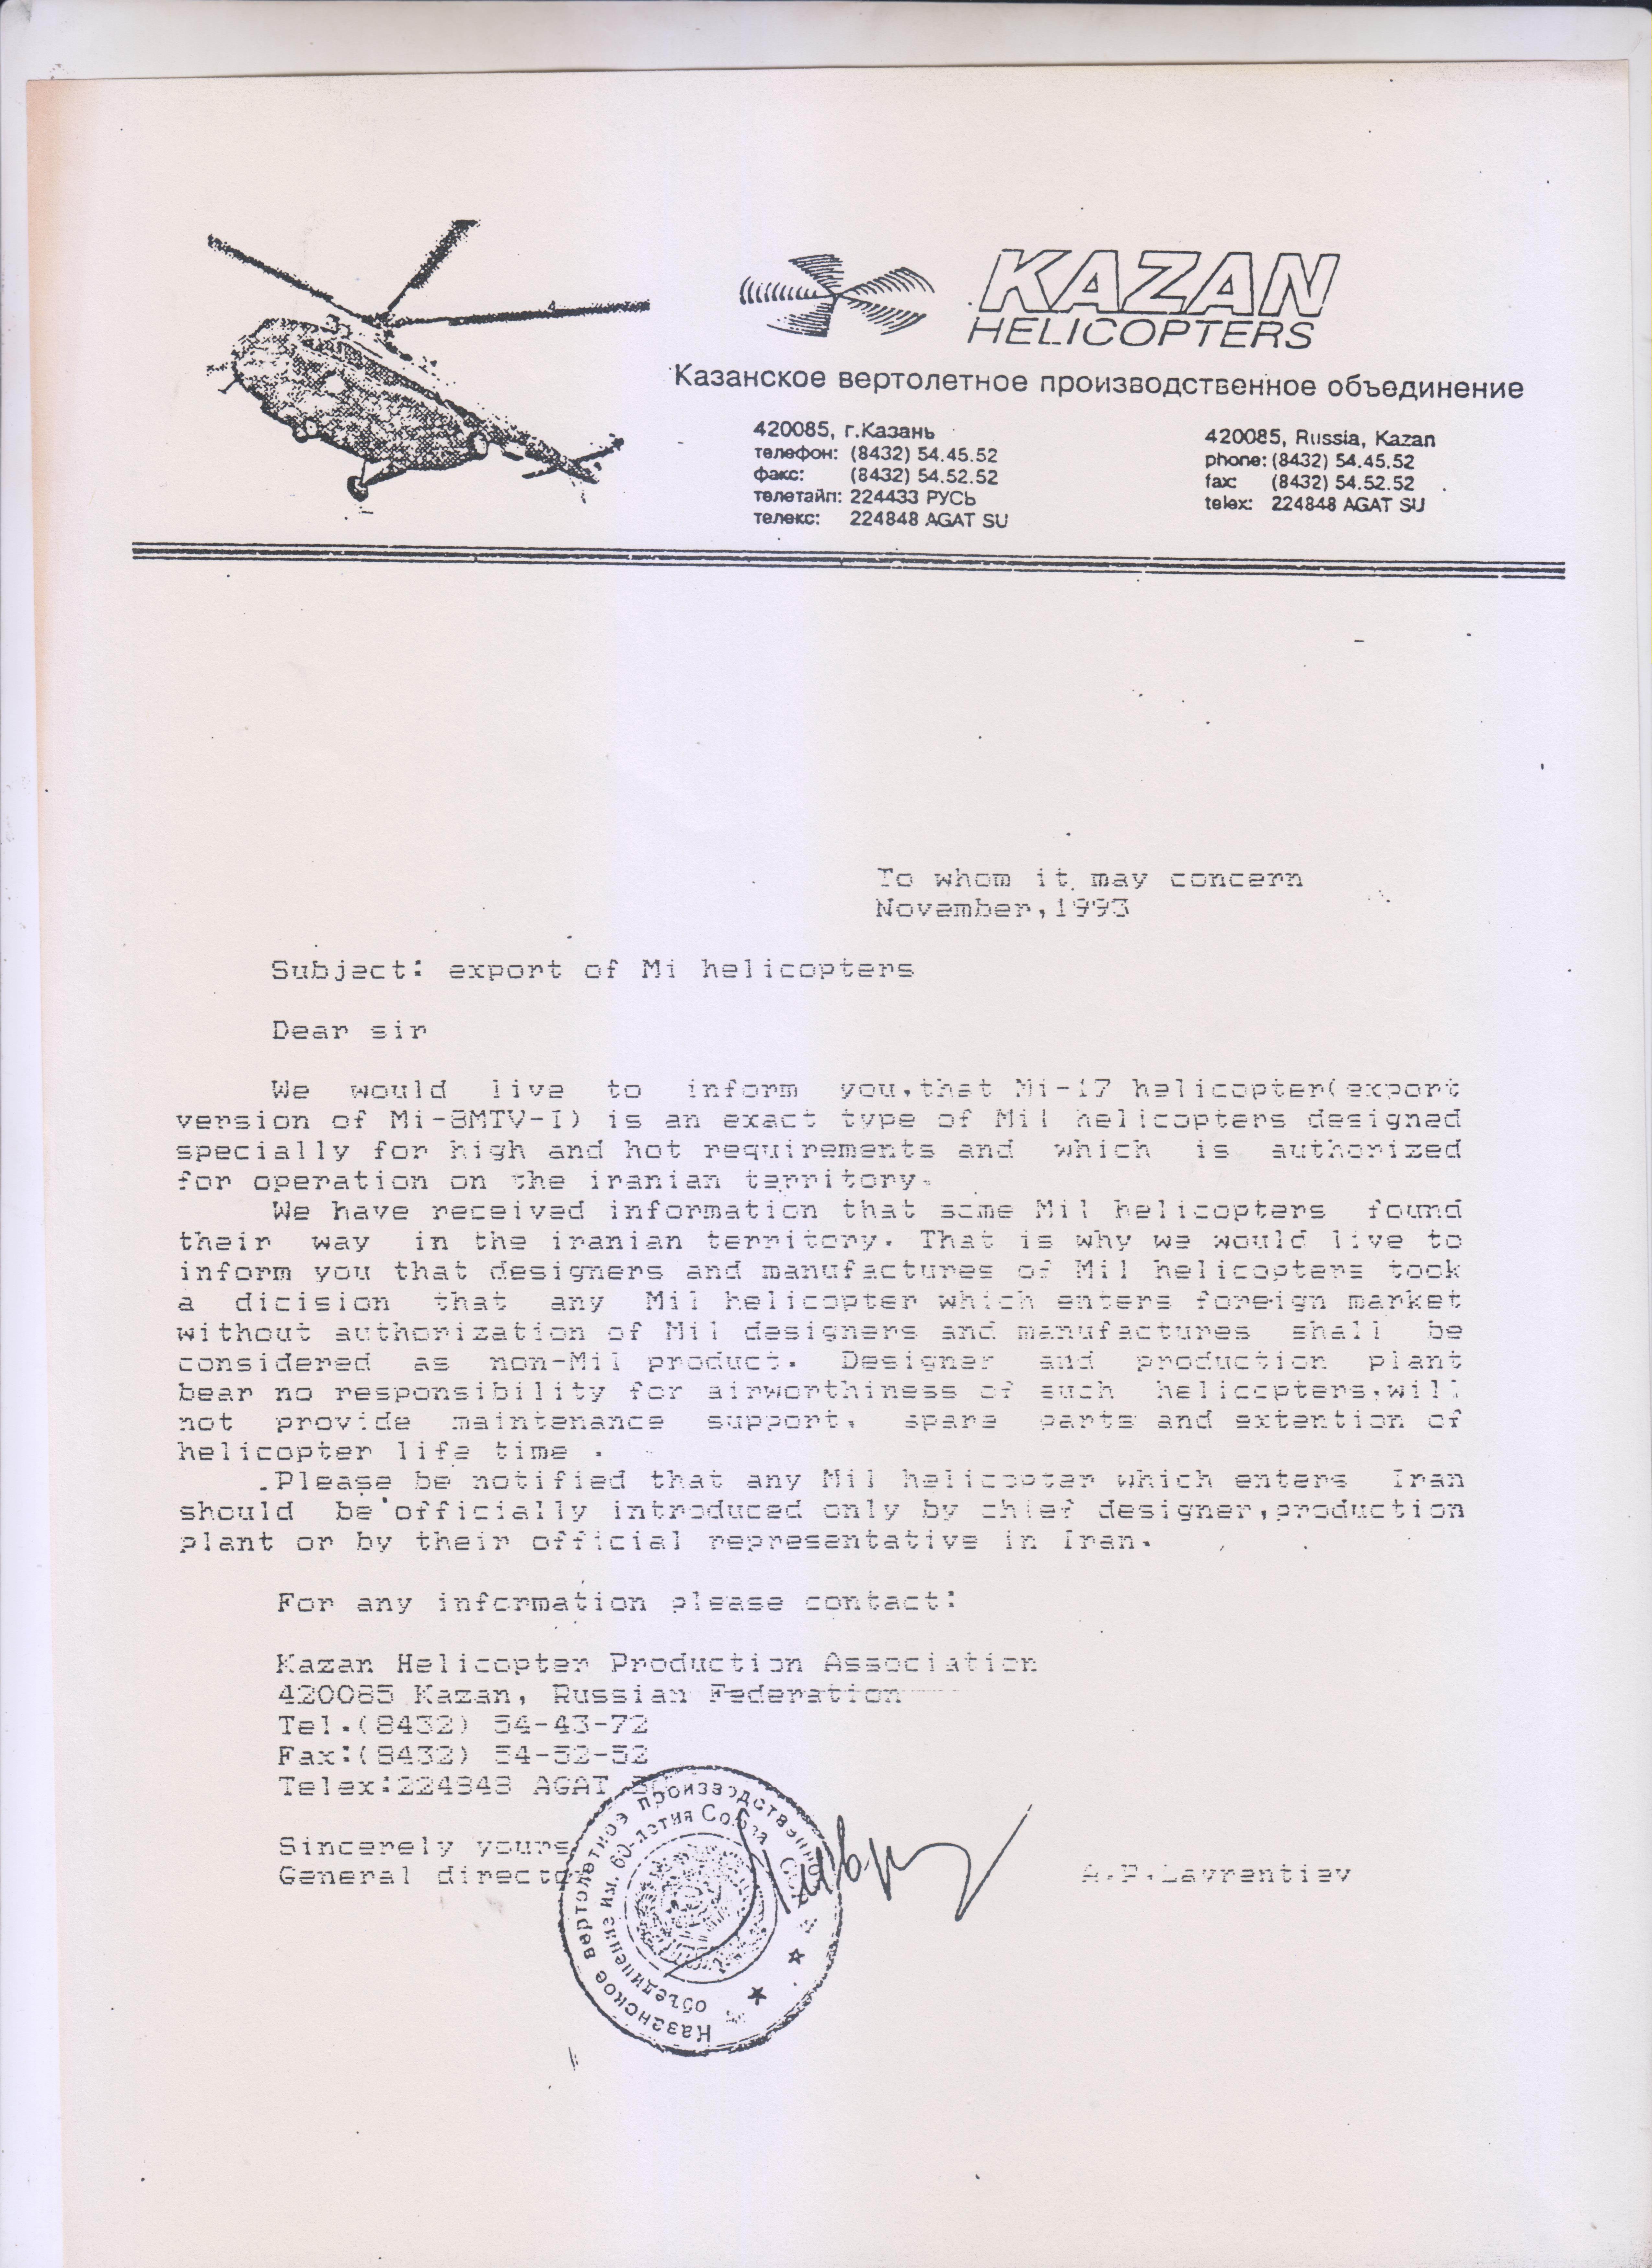 KAZAN
HELICOPTERS
Казанское вертолетное производственное объединение
420085, г.Казань
телефон: (8432) 54.45.52
факс: (8432) 54.52.52
телетайп: 224433 РУСЬ
телекс: 224848 AGAT SU
420085, Russia, Kazan
phone: (8432) 54.45.52
fax: (8432) 54.52.52
telex: 224848 AGAT SU
To whom it may concern
November,1993
Subject: export of Mi helicopters
Dear sir
We would live to inform you,that Mi-17 helicopter(export
version of Mi-8MTV-I) is an exact type of Mil helicopters designed
specially for high and hot requirements and which is authorized
for operation on the iranian territory.
We have received information that some Mil helicopters found
their way in the iranian territory. That is why we would live to
inform you that designers and manufactures of Mil helicopters took
a dicision that any Mil helicopter which enters foreign market
without authorization of Mil designers and manufactures shall be
considered as non-Mil product. Designer and production plant
bear no responsibility for airworthiness of such helicopters,will
not provide maintenance support, spare parts and extention of
helicopter life time .
Please be notified that any Mil helicopter which enters Iran
should be officially introduced only by chief designer,production
plant or by their official representative in Iran.
For any information please contact:
Kazan Helicopter Production Association
420085 Kazan, Russian Federation
Tel.(8432) 54-43-72
Fax:(8432) 54-52-52
Telex:224848 AGAT SU
Sincerely yours
General directo
A.P.Lavrentiev
Казанское вертолетное производственное
объединение им. 60-летия Союза